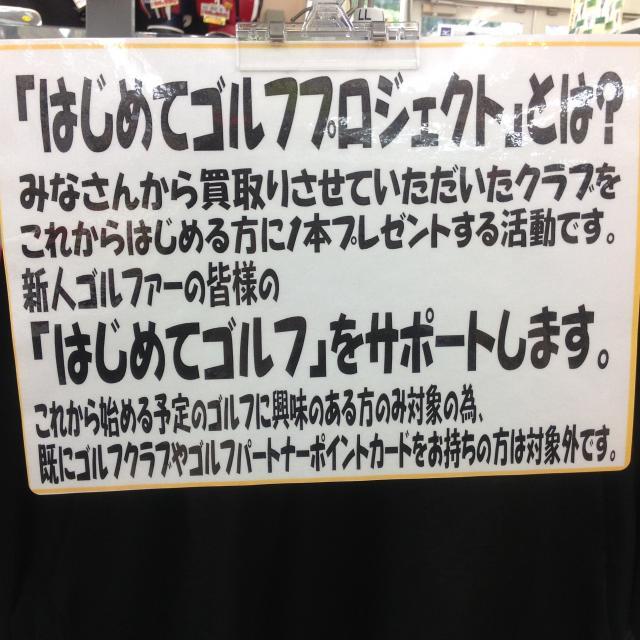 「はじめてゴルフプロジェクト」とは?
みなさんから買取りさせていただいたクラブを
これからはじめる方に1本プレゼントする活動です。
新人ゴルファーの皆様の
「はじめてゴルフ」をサポートします。
これから始める予定のゴルフに興味のある方のみ対象の為、
既にゴルフクラブやゴルフパートナーポイントカードをお持ちの方は対象外です。